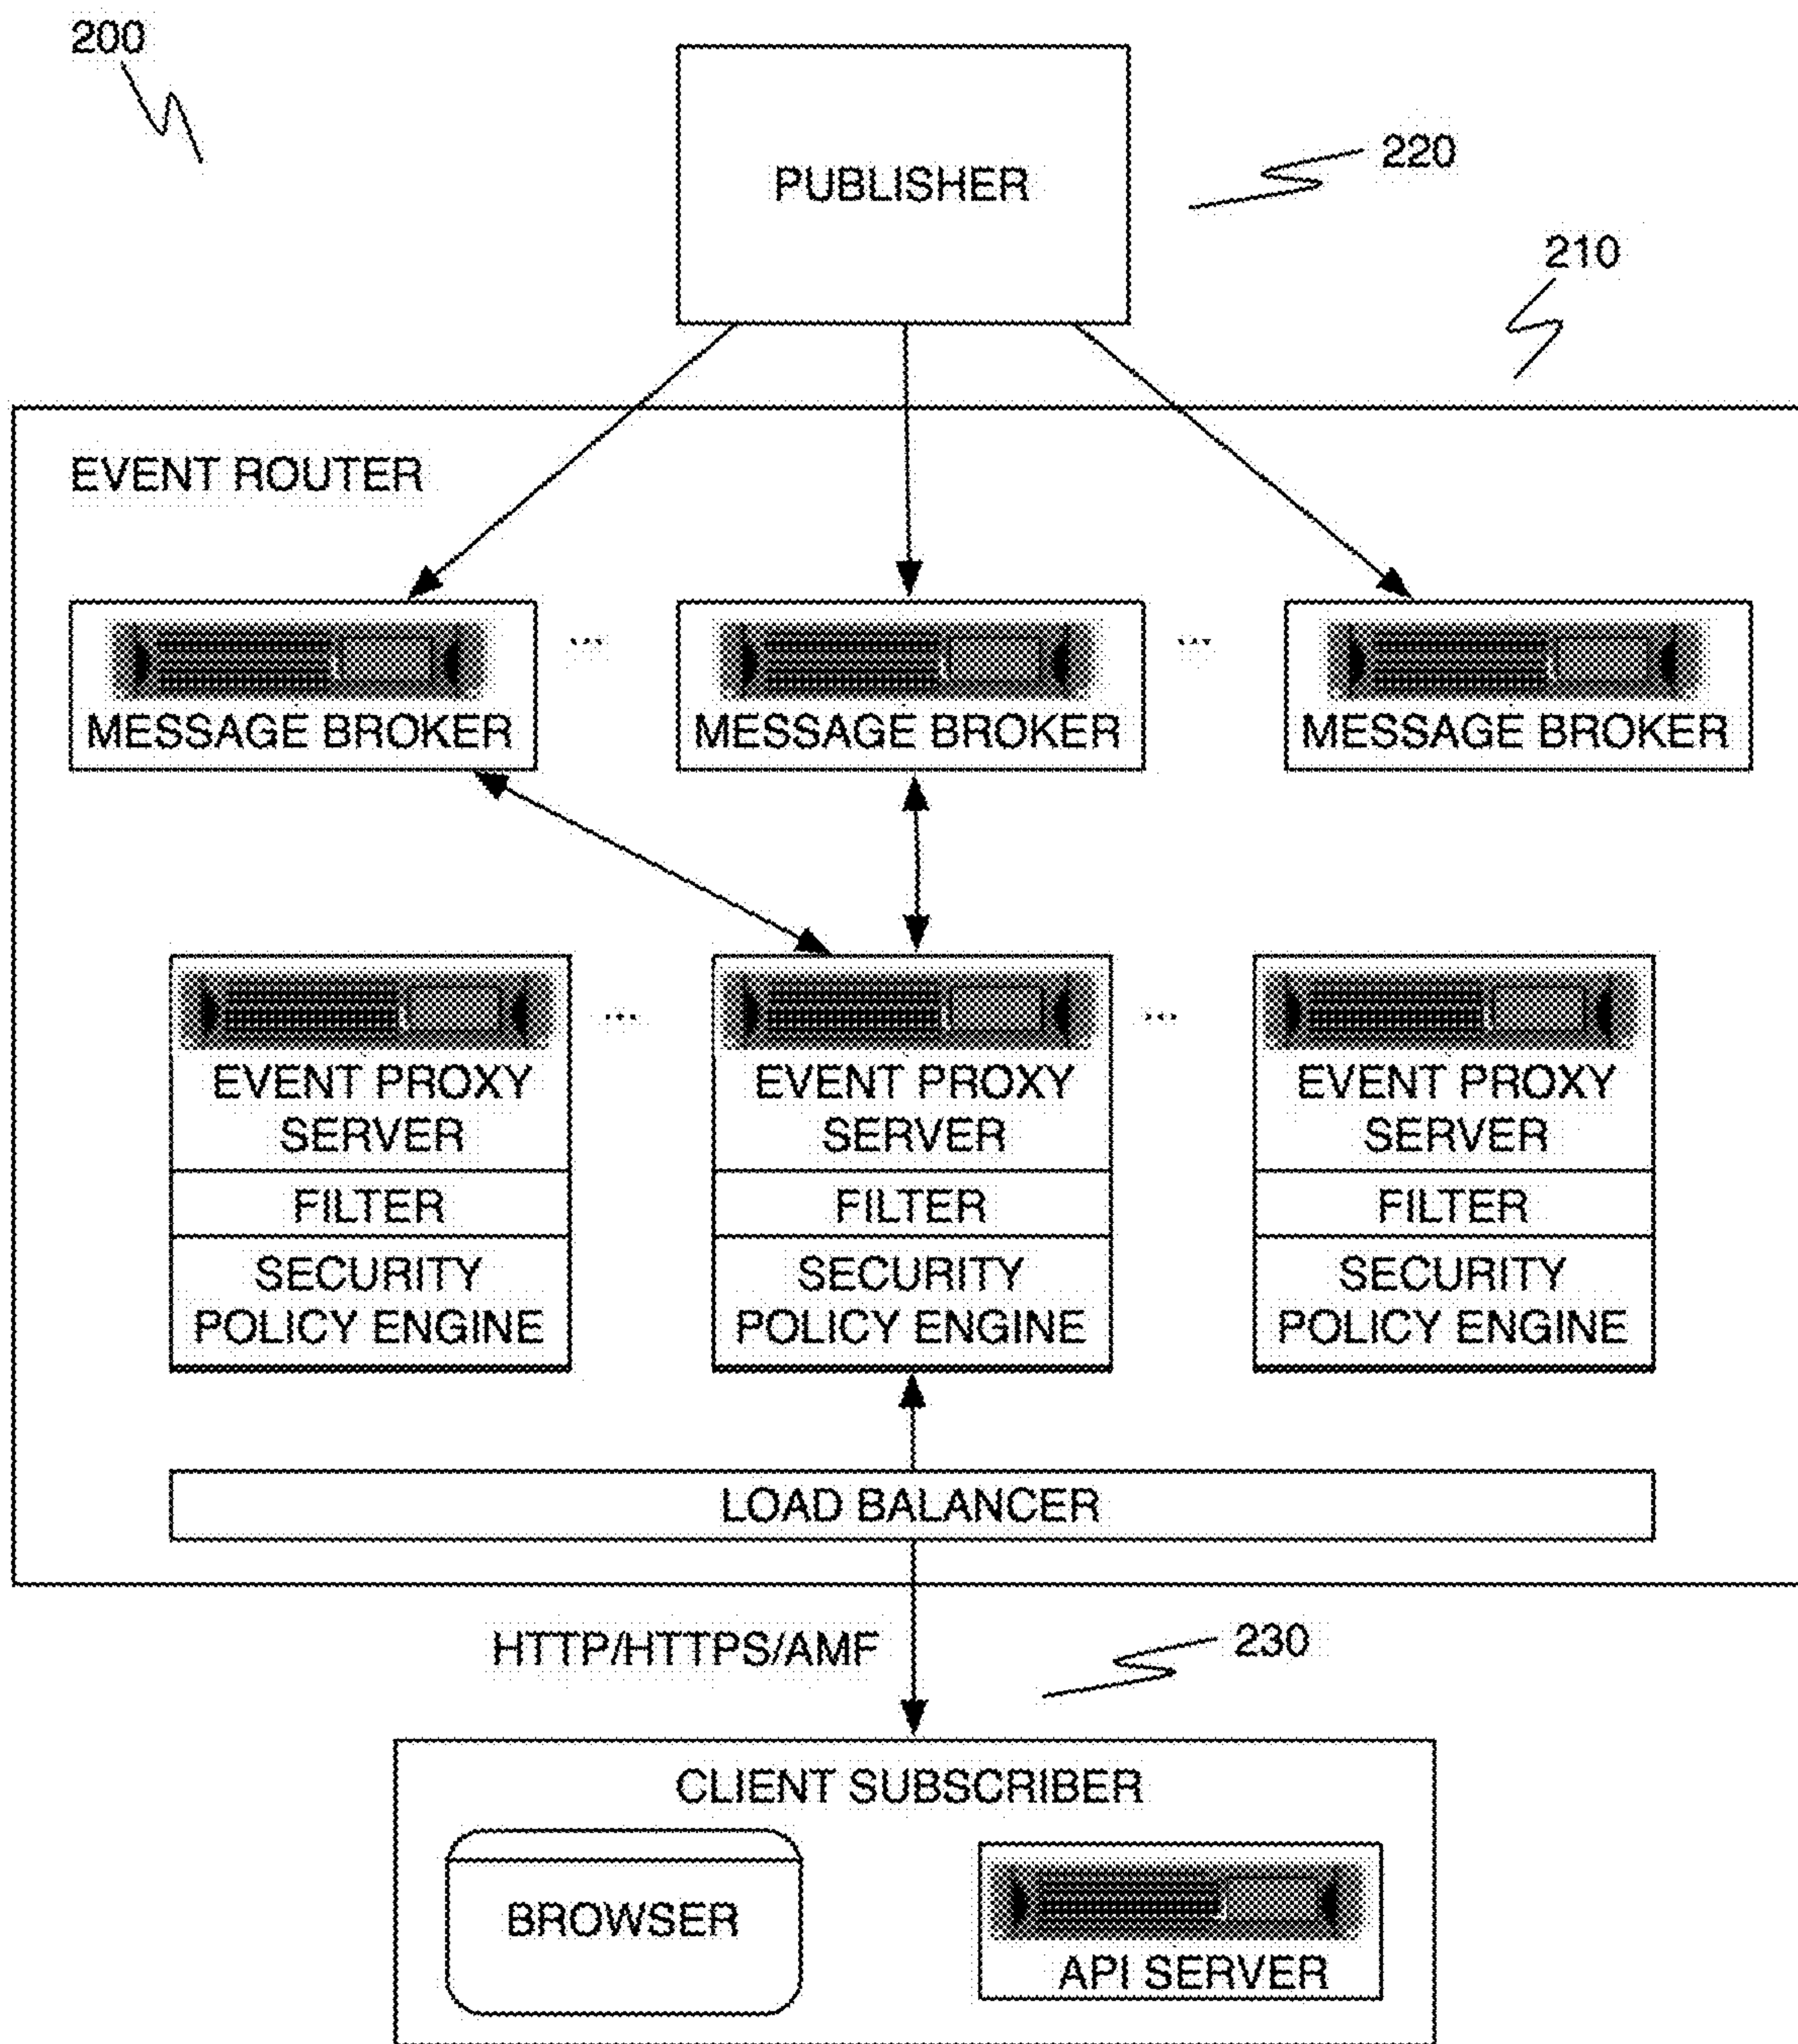 200
PUBLISHER
220
210
EVENT ROUTER
... ...
MESSAGE BROKER MESSAGE BROKER MESSAGE BROKER
... ...
EVENT PROXY SERVER
FILTER
SECURITY POLICY ENGINE
EVENT PROXY SERVER
FILTER
SECURITY POLICY ENGINE
EVENT PROXY SERVER
FILTER
SECURITY POLICY ENGINE
LOAD BALANCER
HTTP/HTTPS/AMF
230
CLIENT SUBSCRIBER
BROWSER
API SERVER